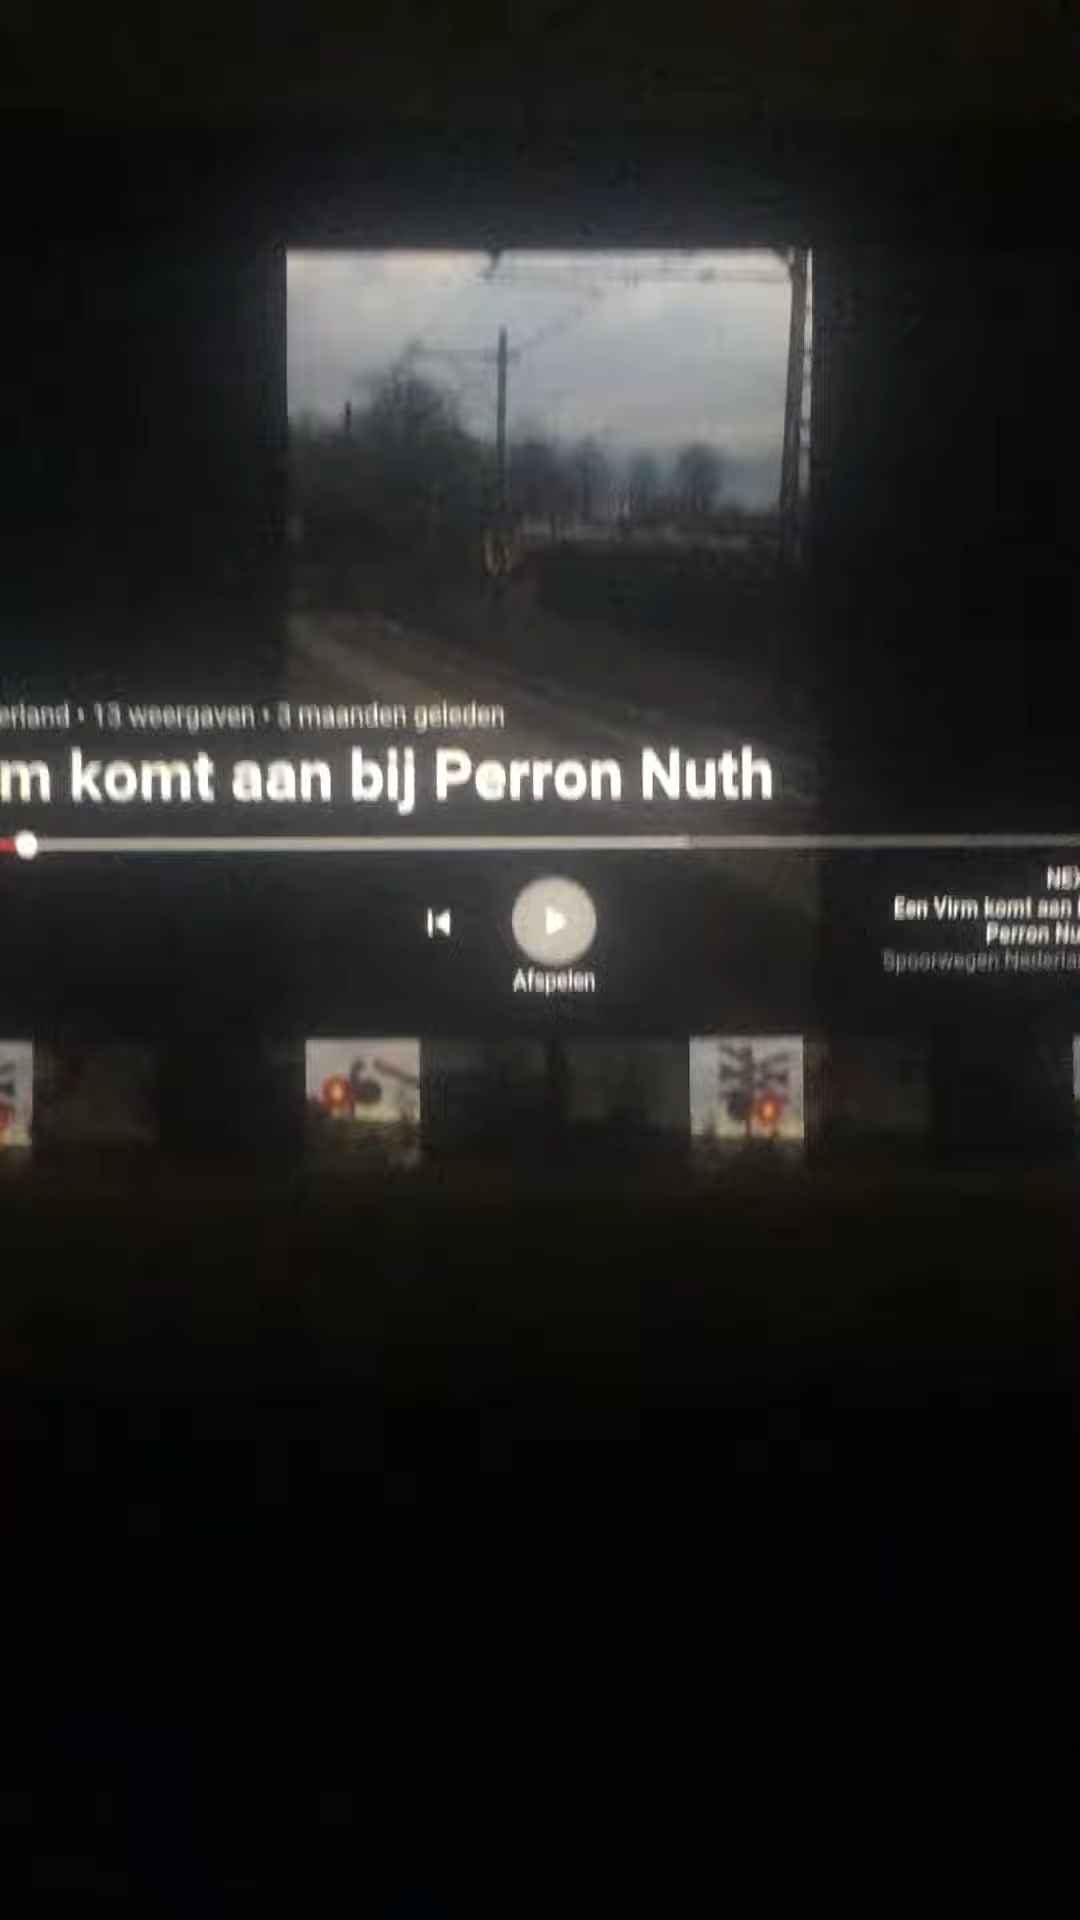 erland • 13 weergaven • 3 maanden geleden
m komt aan bij Perron Nuth
NEX
Een Virm komt aan
Perron Nu
Spoorwegen Nederla
Afspelen